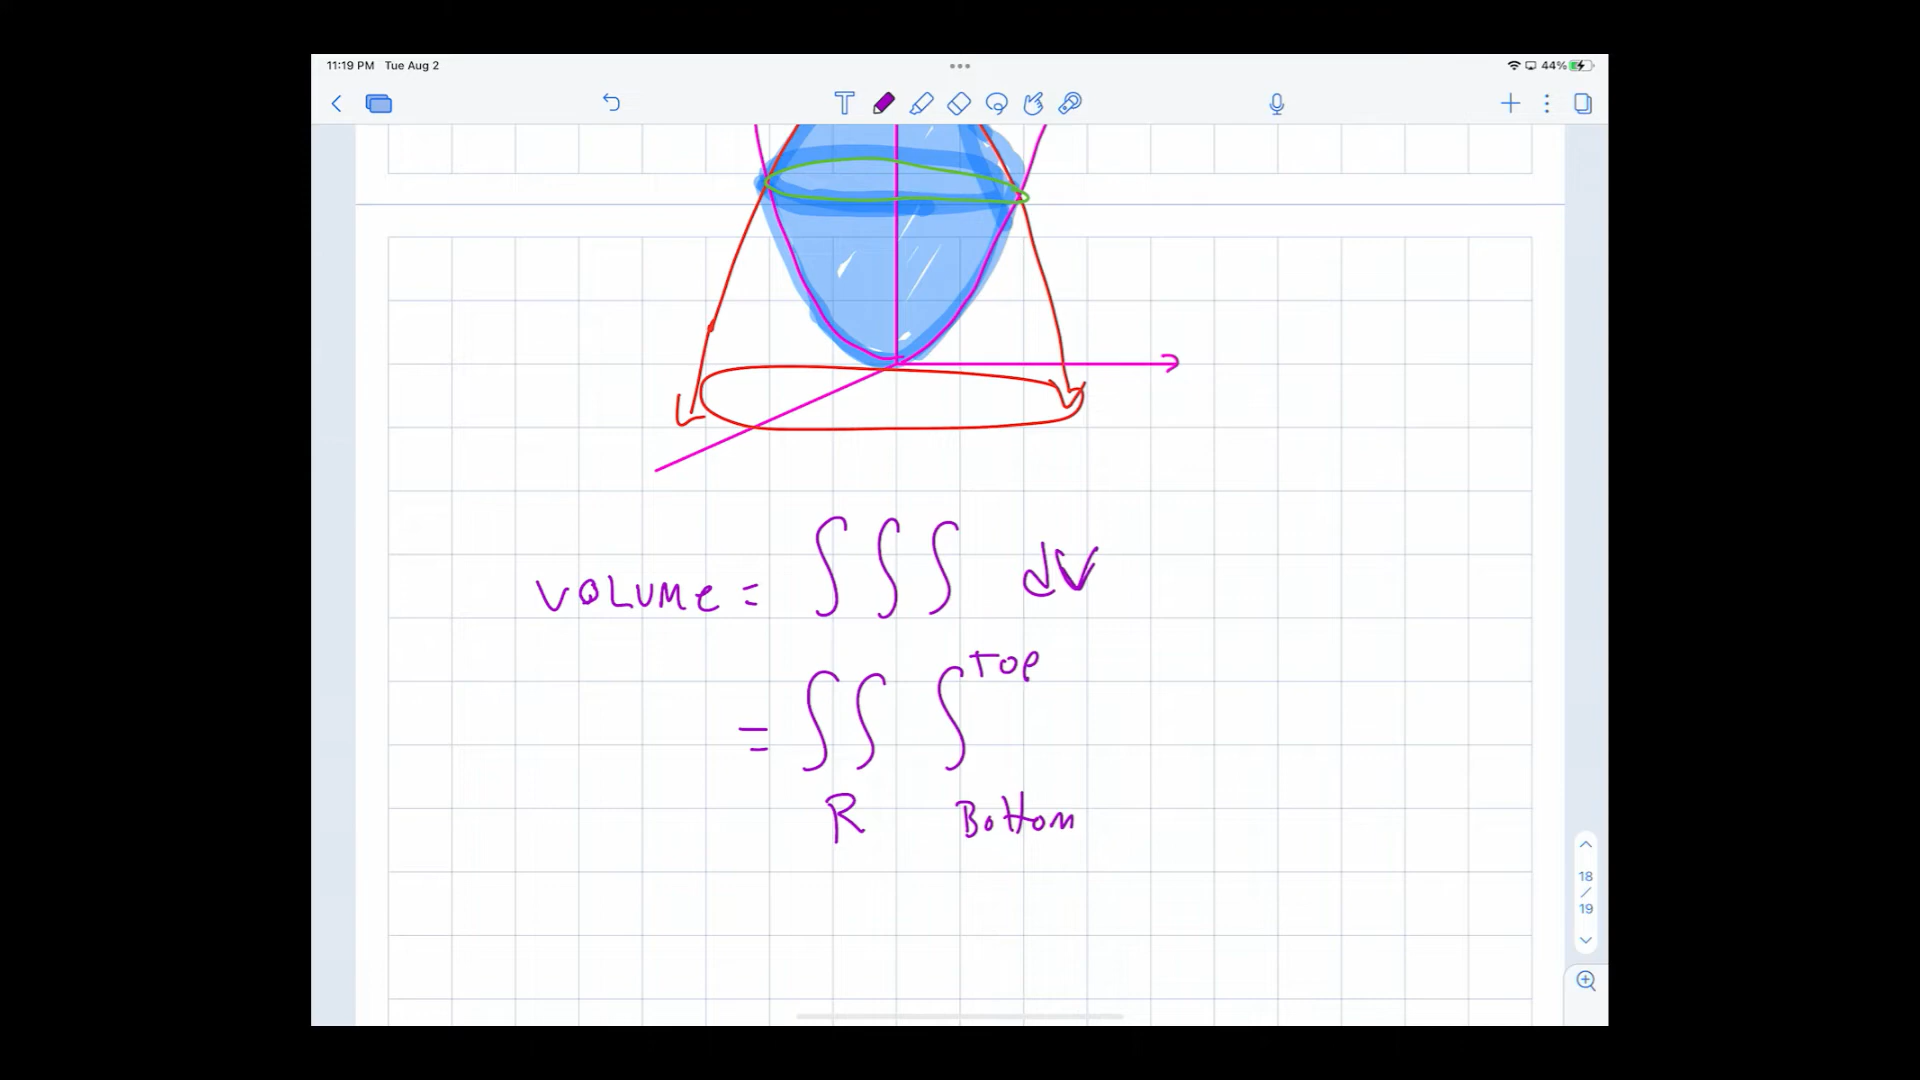 11:19 PM Tue Aug 2
44%
T
VOLUME = ∫ ∫ ∫ dV
= ∫ ∫ ∫ Top
R Bottom
18
/
19